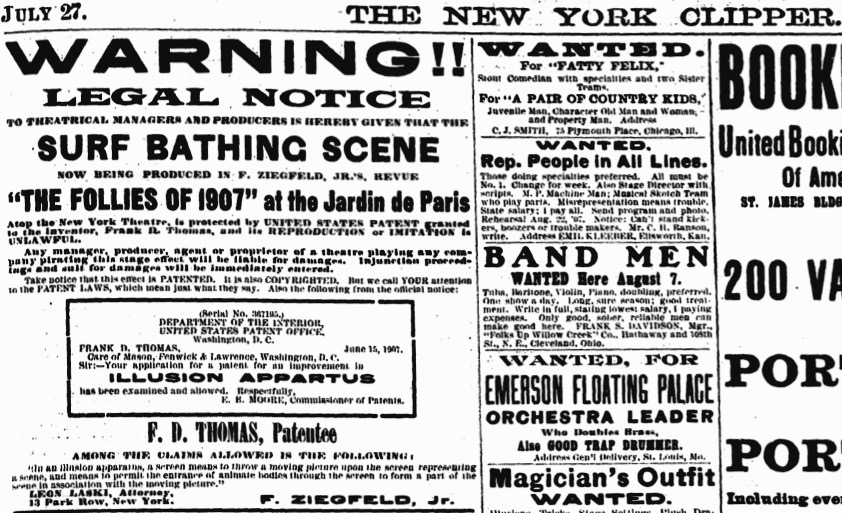 JULY 27.
THE NEW YORK CLIPPER.
WARNING!!
LEGAL NOTICE
TO THEATRICAL MANAGERS AND PRODUCERS IS HEREBY GIVEN THAT THE
SURF BATHING SCENE
NOW BEING PRODUCED IN F. ZIEGFELD, JR.'S, REVUE
"THE FOLLIES OF 1907" at the Jardin de Paris
Atop the New York Theatre, is protected by UNITED STATES PATENT granted
to the inventor, Frank D. Thomas, and its REPRODUCTION or IMITATION is
UNLAWFUL.
Any manager, producer, agent or proprietor of a theatre playing any com-
pany pirating this stage effect will be liable for damages. Injunction proceed-
ings and suit for damages will be immediately entered.
Take notice that this effect is PATENTED. It is also COPYRIGHTED. But we call YOUR attention
to the PATENT LAWS, which mean just what they say. Also the following from the official notice:
(Serial No. 367195.)
DEPARTMENT OF THE INTERIOR,
UNITED STATES PATENT OFFICE,
Washington, D. C.
FRANK D. THOMAS, June 15, 1907.
Care of Mason, Fenwick & Lawrence, Washington, D. C.
Sir:—Your application for a patent for an improvement in
ILLUSION APPARTUS
has been examined and allowed. Respectfully,
E. B. MOORE, Commissioner of Patents.
F. D. THOMAS, Patentee
AMONG THE CLAIMS ALLOWED IS THE FOLLOWING:
"In an illusion apparatus, a screen means to throw a moving picture upon the screen representing
a scene, and means to permit the entrance of animate bodies through the screen to form a part of the
scene in association with the moving picture."
LEON LASKI, Attorney,
13 Park Row, New York.
F. ZIEGFELD, Jr.
WANTED.
For "FATTY FELIX,"
Stout Comedian with specialties and two Sister
Teams.
For "A PAIR OF COUNTRY KIDS,"
Juvenile Man, Character Old Man and Woman;
and Property Man. Address
C. J. SMITH, 75 Plymouth Place, Chicago, Ill.
WANTED.
Rep. People in All Lines.
Those doing specialties preferred. All must be
No. 1. Change for week. Also Stage Director with
scripts. M. P. Machine Man; Musical Sketch Team
who play parts. Misrepresentation means trouble.
State salary; I pay all. Send program and photo.
Rehearsal Aug. 22, '07. Notice: Can't stand kick-
ers, boozers or trouble makers. Mr. C. H. Ranson,
write. Address EMIL KLEEBER, Ellsworth, Kan.
BAND MEN
WANTED Here August 7.
Tuba, Baritone, Violin, Piano, doubling, preferred.
One show a day. Long, sure season; good treat-
ment. Write in full, stating lowest salary, I paying
expenses. Only good, sober, reliable men can
make good here. FRANK S. DAVIDSON, Mgr.,
"Folks Up Willow Creek" Co., Hathaway and 108th
St., N. E., Cleveland, Ohio.
WANTED, FOR
EMERSON FLOATING PALACE
ORCHESTRA LEADER
Who Doubles Brass,
Also GOOD TRAP DRUMMER.
Address Gen'l Delivery, St. Louis, Mo.
Magician's Outfit
WANTED.
BOOK
United Booki
Of Ame
ST. JAMES BLDG
200 VA
POR
POR
Including ever